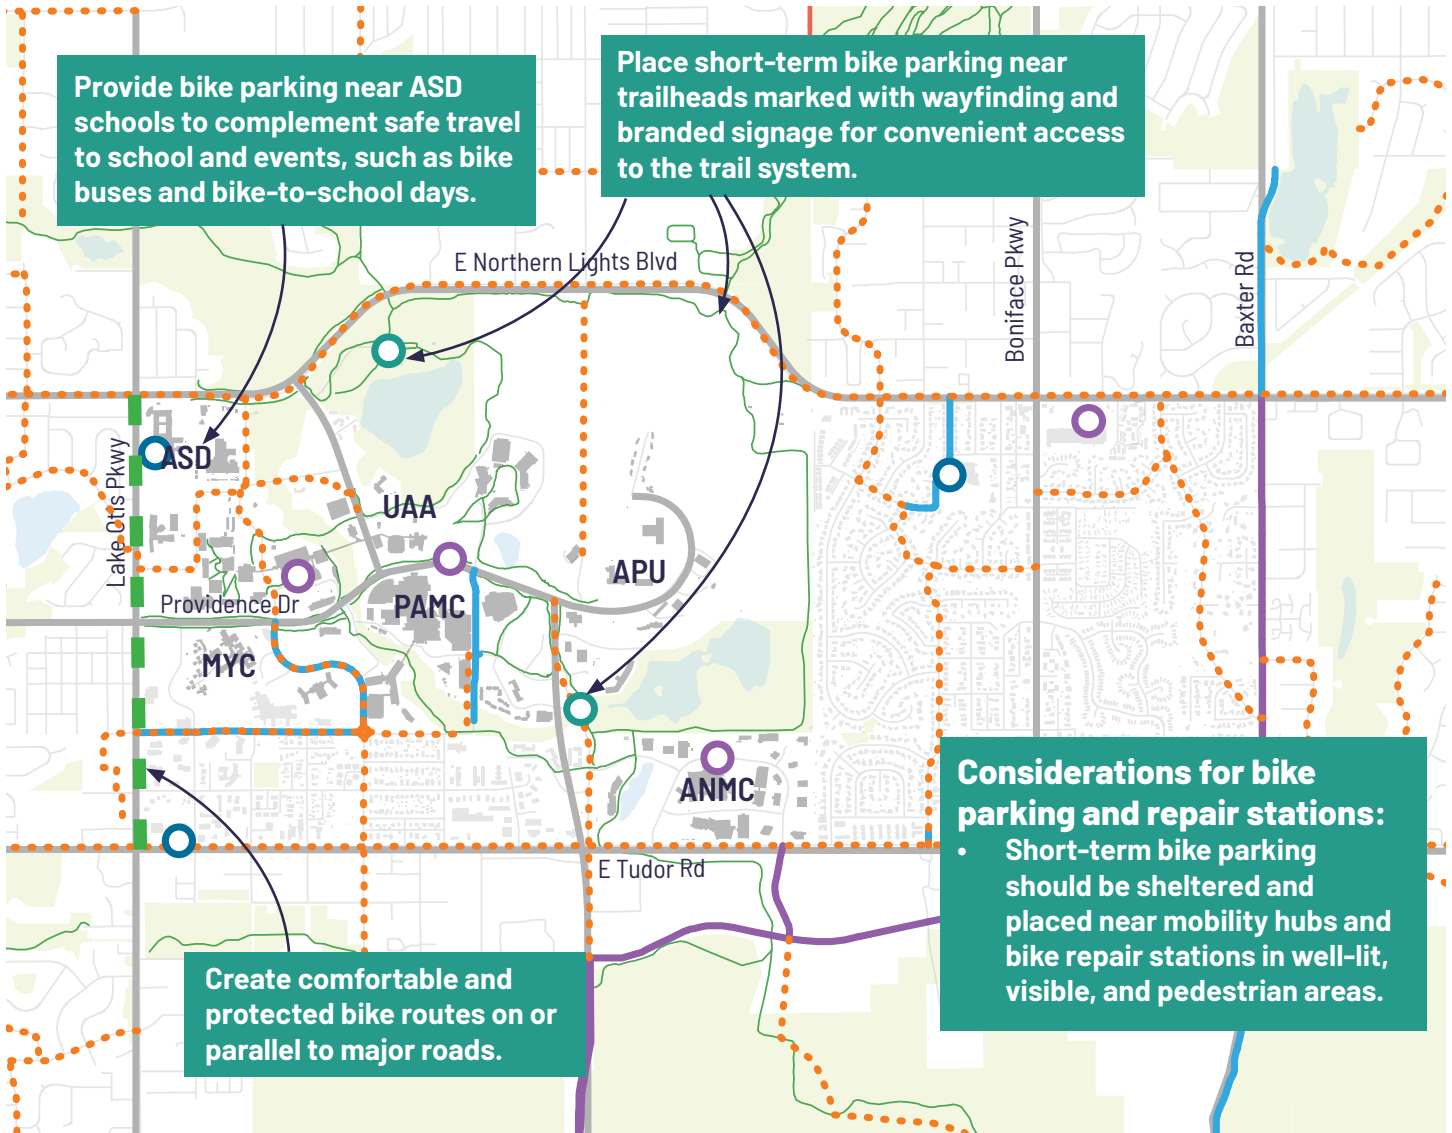 Provide bike parking near ASD
schools to complement safe travel
to school and events, such as bike
buses and bike-to-school days.
Place short-term bike parking near
trailheads marked with wayfinding and
branded signage for convenient access
to the trail system.
E Northern Lights Blvd
Boniface Pkwy
Baxter Rd
Lake Otis Pkwy
ASD
UAA
APU
PAMC
Providence Dr
MYC
ANMC
E Tudor Rd
Considerations for bike
parking and repair stations:
• Short-term bike parking
should be sheltered and
placed near mobility hubs and
bike repair stations in well-lit,
visible, and pedestrian areas.
Create comfortable and
protected bike routes on or
parallel to major roads.